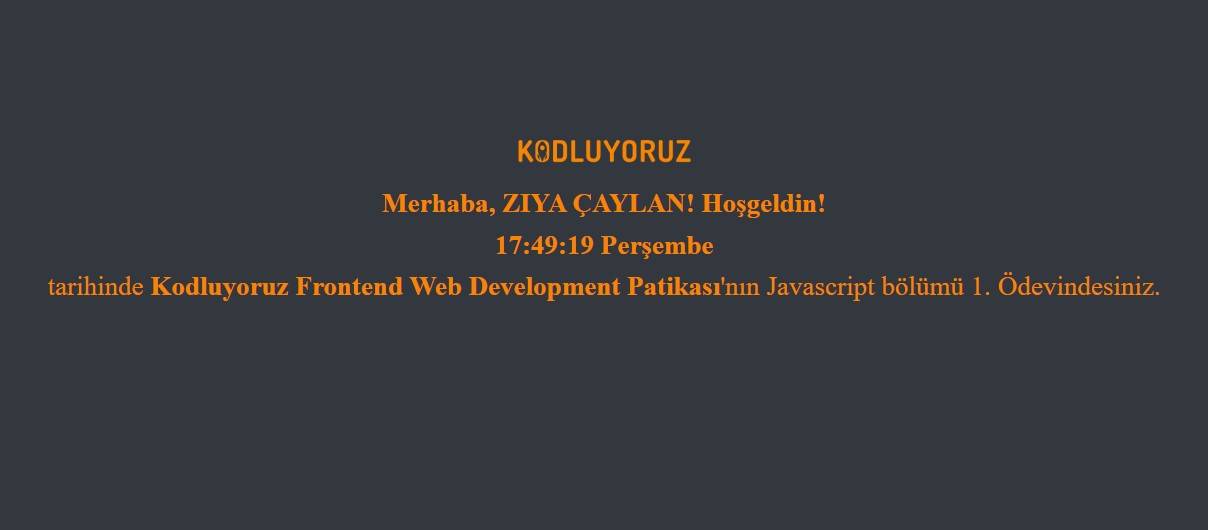 KODLUYORUZ
Merhaba, ZIYA ÇAYLAN! Hoşgeldin!
17:49:19 Perşembe
tarihinde Kodluyoruz Frontend Web Development Patikası'nın Javascript bölümü 1. Ödevindesiniz.